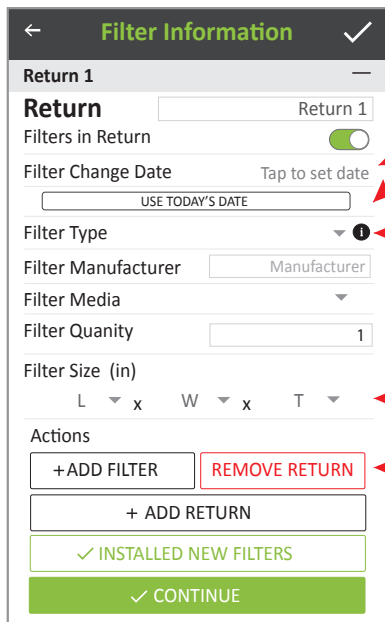 Filter Information
Return 1
Return Return 1
Filters in Return
Filter Change Date Tap to set date
USE TODAY'S DATE
Filter Type i
Filter Manufacturer Manufacturer
Filter Media
Filter Quanity 1
Filter Size (in)
L x W x T
Actions
+ADD FILTER REMOVE RETURN
+ ADD RETURN
✓ INSTALLED NEW FILTERS
✓ CONTINUE